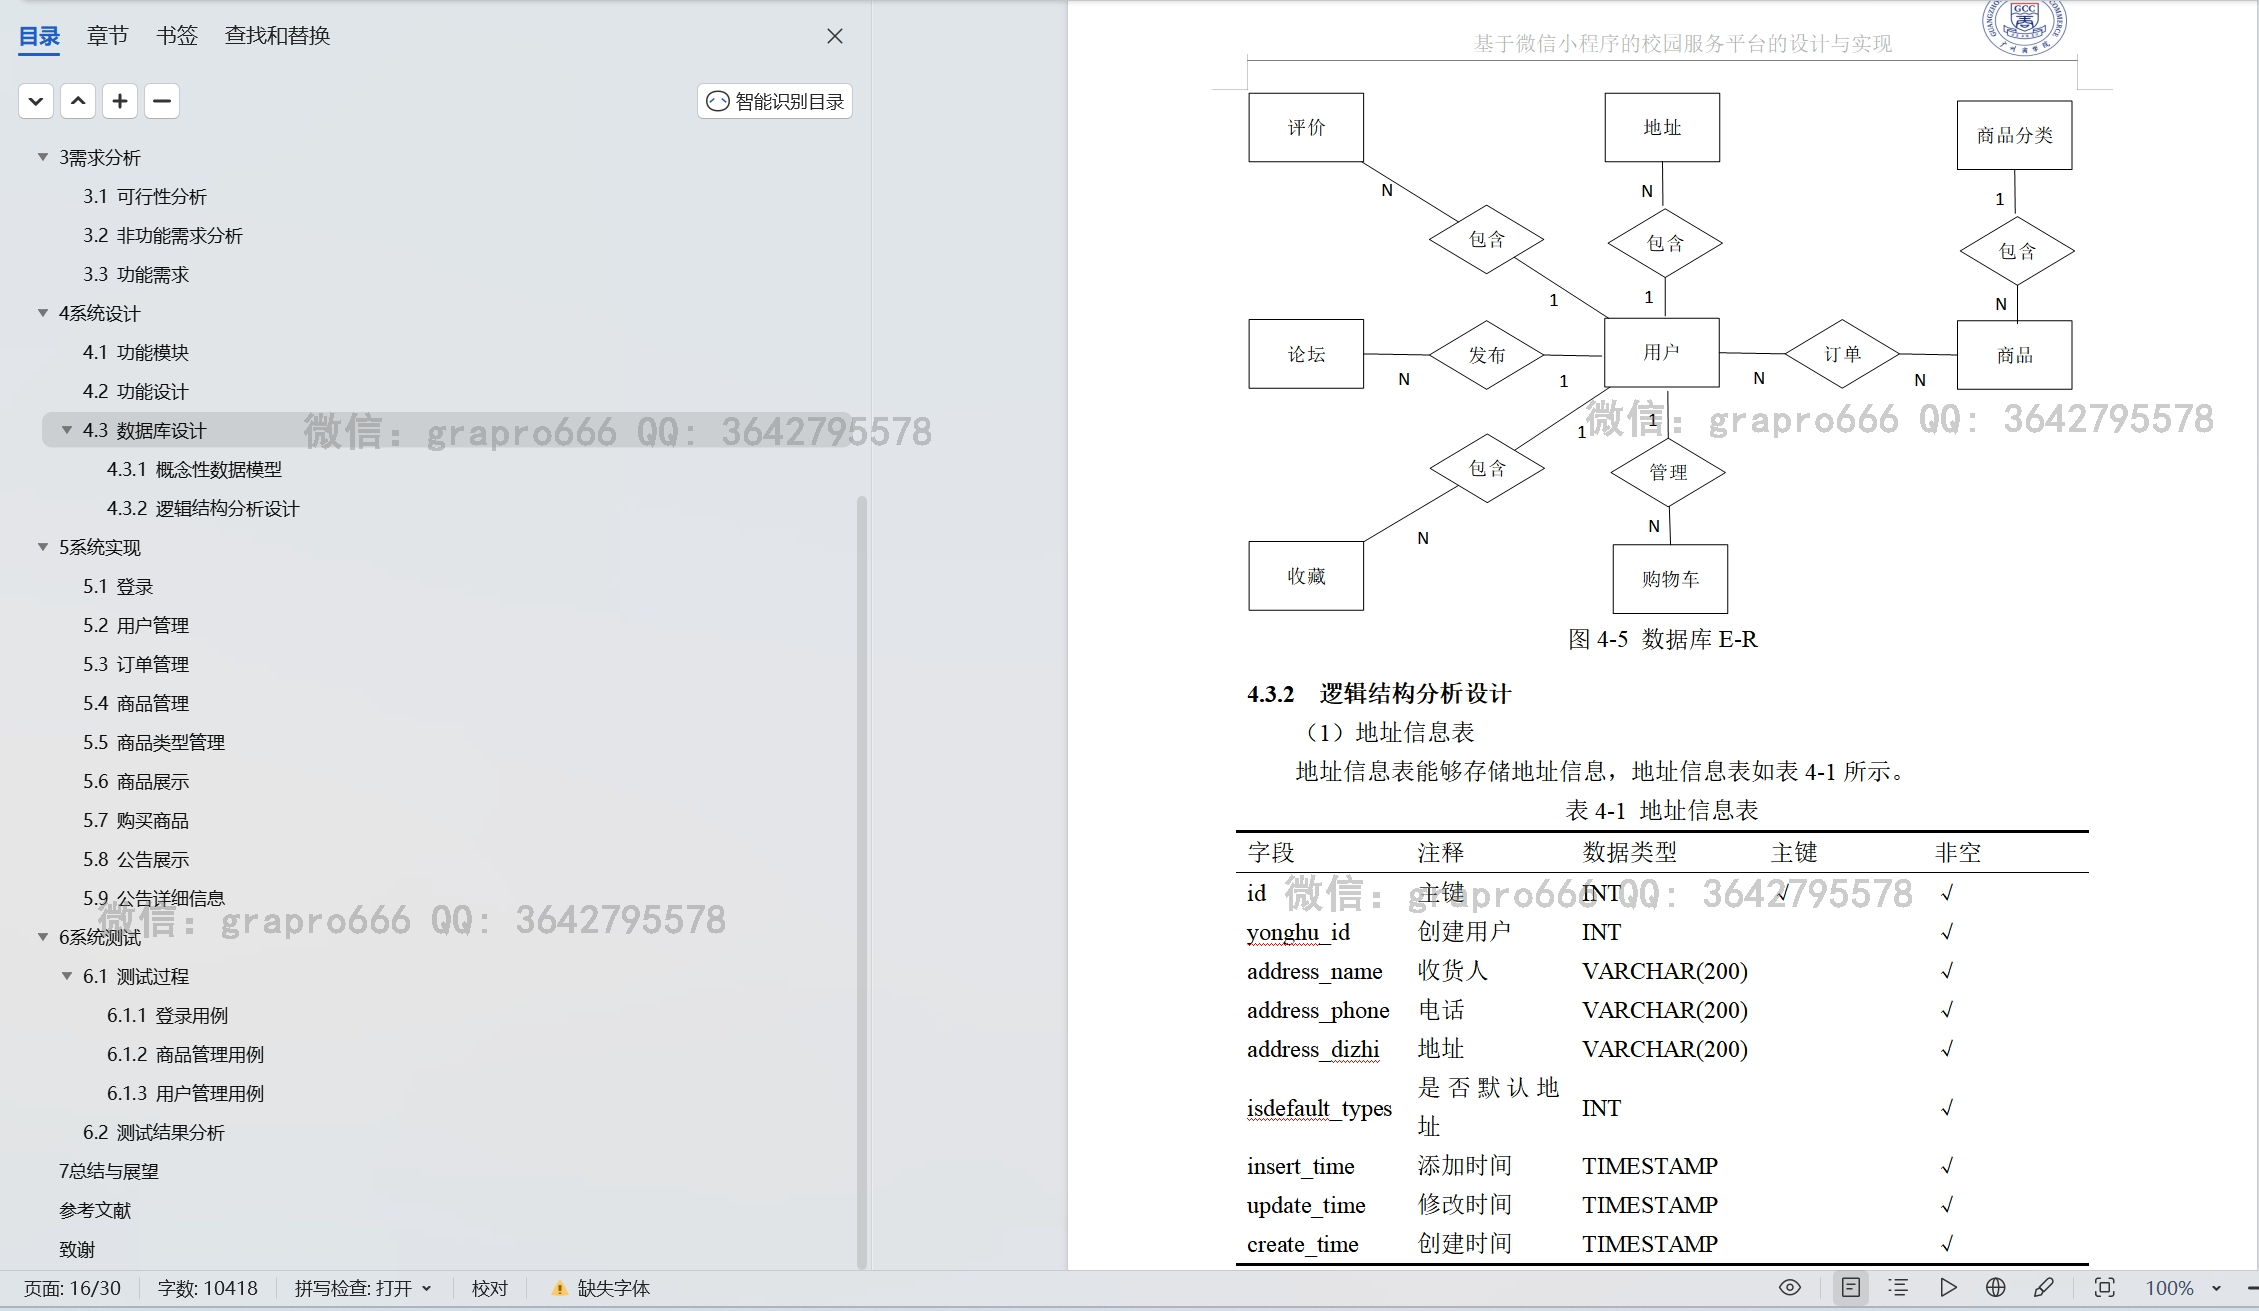 目录 章节 书签 查找和替换
智能识别目录
3需求分析
3.1 可行性分析
3.2 非功能需求分析
3.3 功能需求
4系统设计
4.1 功能模块
4.2 功能设计
4.3 数据库设计
微信：grapro666 QQ：3642795578
4.3.1 概念性数据模型
4.3.2 逻辑结构分析设计
5系统实现
5.1 登录
5.2 用户管理
5.3 订单管理
5.4 商品管理
5.5 商品类型管理
5.6 商品展示
5.7 购买商品
5.8 公告展示
5.9 公告详细信息
微信：grapro666 QQ：3642795578
6系统测试
6.1 测试过程
6.1.1 登录用例
6.1.2 商品管理用例
6.1.3 用户管理用例
6.2 测试结果分析
7总结与展望
参考文献
致谢
基于微信小程序的校园服务平台的设计与实现
GCC
评价 地址 商品分类
N N 1
包含 包含 包含
1 1 N
论坛 发布 用户 订单 商品
N 1 N N
1 1
微信：grapro666 QQ：3642795578
包含 管理
N N
收藏 购物车
图 4-5 数据库 E-R
4.3.2 逻辑结构分析设计
（1）地址信息表
地址信息表能够存储地址信息，地址信息表如表 4-1 所示。
表 4-1 地址信息表
字段 注释 数据类型 主键 非空
id 主键 INT √ √
微信：grapro666 QQ：3642795578
yonghu_id 创建用户 INT √
address_name 收货人 VARCHAR(200) √
address_phone 电话 VARCHAR(200) √
address_dizhi 地址 VARCHAR(200) √
isdefault_types 是否默认地址 INT √
insert_time 添加时间 TIMESTAMP √
update_time 修改时间 TIMESTAMP √
create_time 创建时间 TIMESTAMP √
页面: 16/30 字数: 10418 拼写检查: 打开 校对 缺失字体 100%